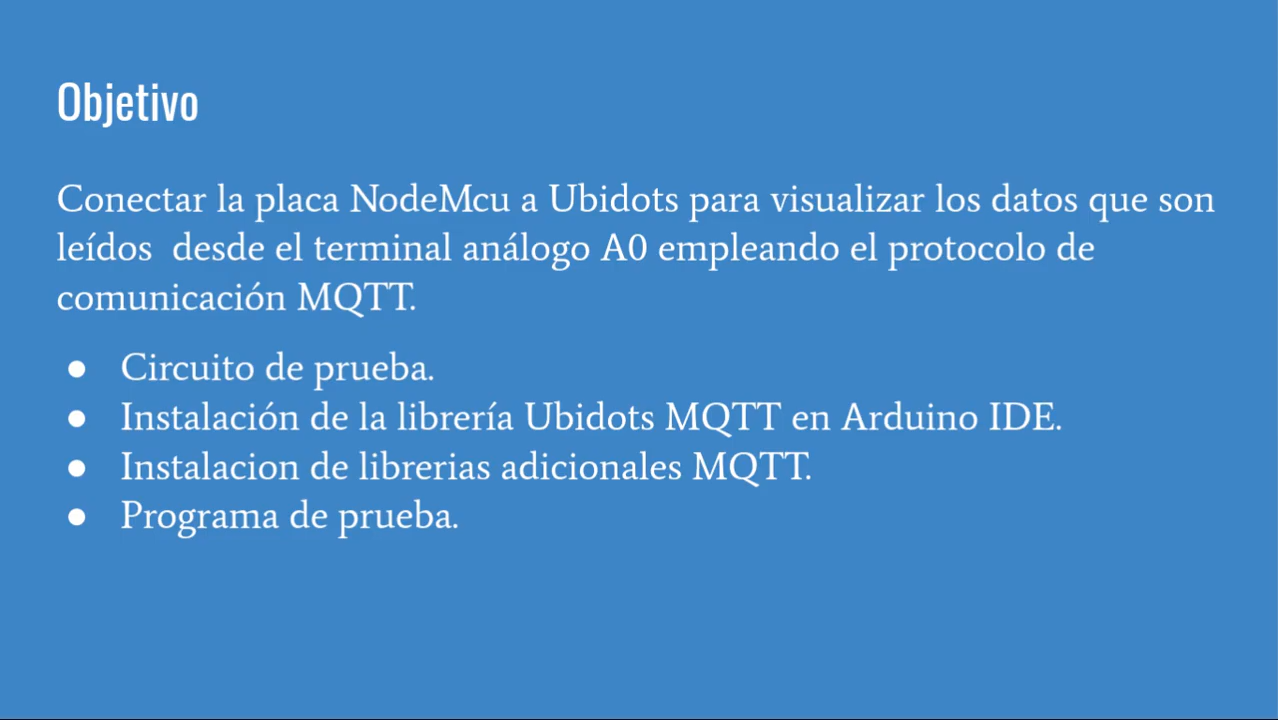 Objetivo
Conectar la placa NodeMcu a Ubidots para visualizar los datos que son
leídos  desde el terminal análogo A0 empleando el protocolo de
comunicación MQTT.
● Circuito de prueba.
● Instalación de la librería Ubidots MQTT en Arduino IDE.
● Instalacion de librerias adicionales MQTT.
● Programa de prueba.